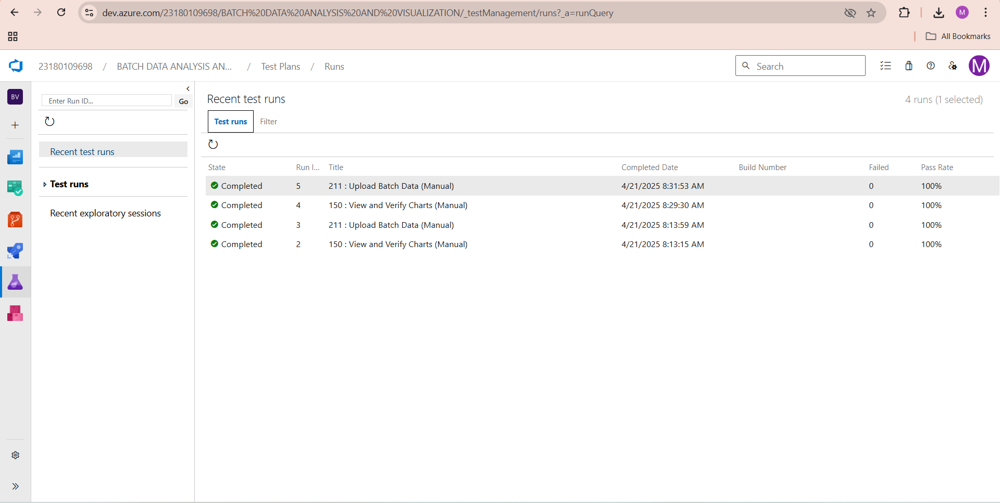 dev.azure.com/23180109698/BATCH%20DATA%20ANALYSIS%20AND%20VISUALIZATION/_testManagement/runs?_a=runQuery
M
All Bookmarks
23180109698 / BATCH DATA ANALYSIS AN... / Test Plans / Runs
Search
M
BV
Enter Run ID...
Go
Recent test runs
Test runs
Recent exploratory sessions
Recent test runs
4 runs (1 selected)
Test runs Filter
State Run I... Title Completed Date Build Number Failed Pass Rate
Completed 5 211 : Upload Batch Data (Manual) 4/21/2025 8:31:53 AM 0 100%
Completed 4 150 : View and Verify Charts (Manual) 4/21/2025 8:29:30 AM 0 100%
Completed 3 211 : Upload Batch Data (Manual) 4/21/2025 8:13:59 AM 0 100%
Completed 2 150 : View and Verify Charts (Manual) 4/21/2025 8:13:15 AM 0 100%